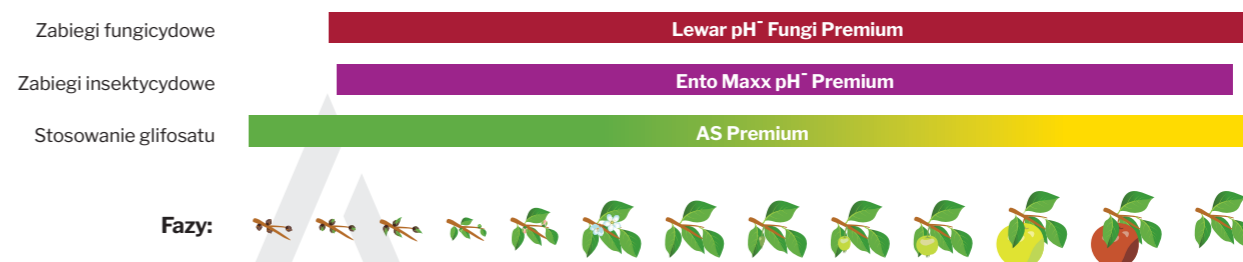 Zabiegi fungicydowe
Lewar pH⁻ Fungi Premium
Zabiegi insektycydowe
Ento Maxx pH⁻ Premium
Stosowanie glifosatu
AS Premium
Fazy: